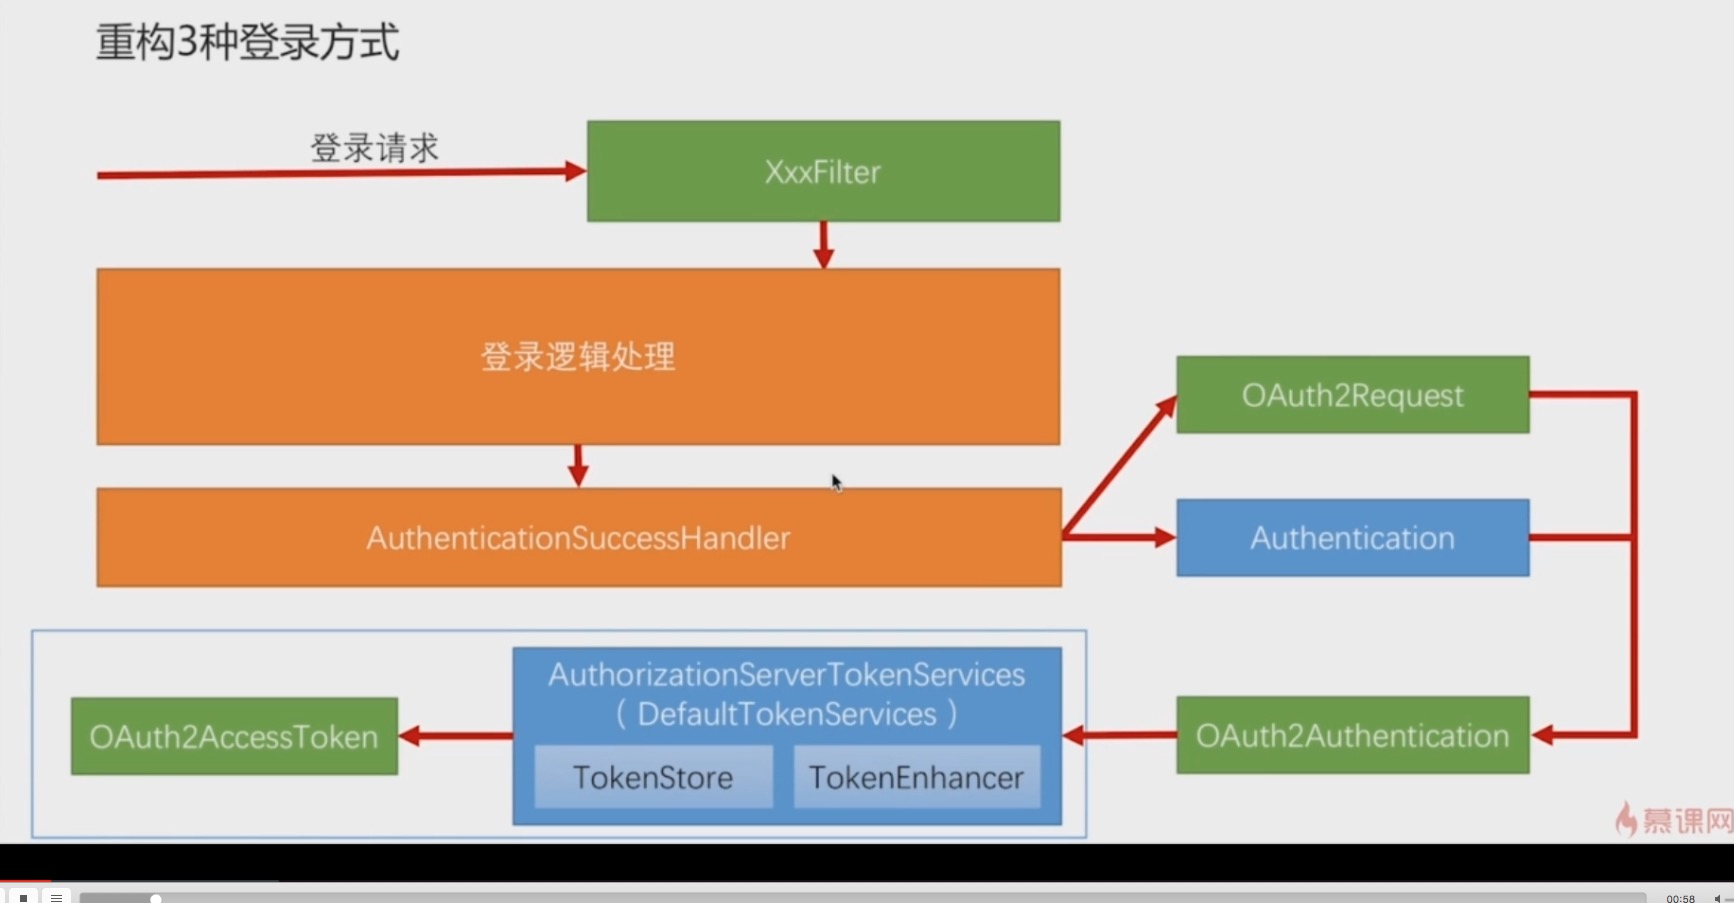 重构3种登录方式
登录请求
XxxFilter
登录逻辑处理
OAuth2Request
AuthenticationSuccessHandler
Authentication
AuthorizationServerTokenServices
（ DefaultTokenServices ）
OAuth2AccessToken
OAuth2Authentication
TokenStore
TokenEnhancer
慕课网
00:58